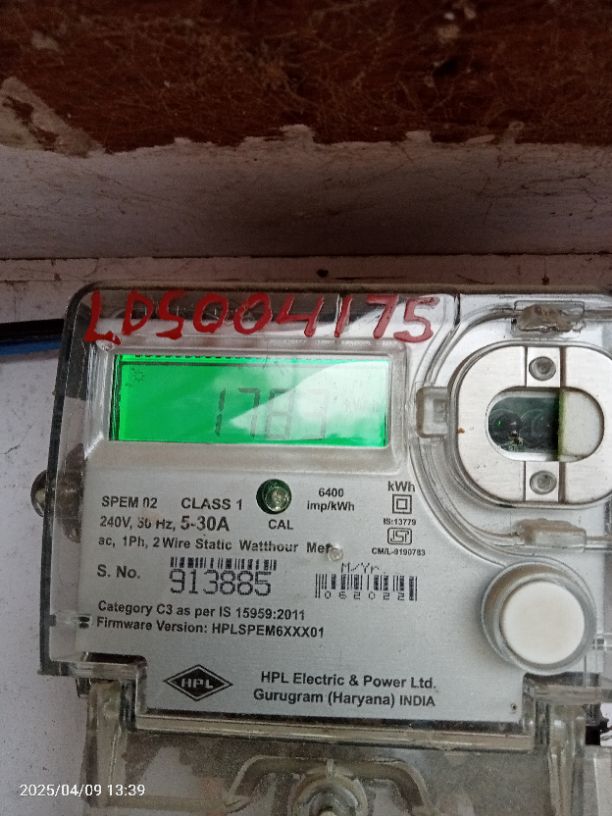 LDS004175
1783
SPEM 02 CLASS 1
CAL
6400
imp/kWh
kWh
240V, 50 Hz, 5-30A
IS:13779
ac, 1Ph, 2 Wire Static Watthour
ISI
CM/L-9190783
S. No. 913885
M/Yr
062022
Category C3 as per IS 15959:2011
Firmware Version: HPLSPEM6XXX01
HPL
HPL Electric & Power Ltd.
Gurugram (Haryana) INDIA
2025/04/09 13:39